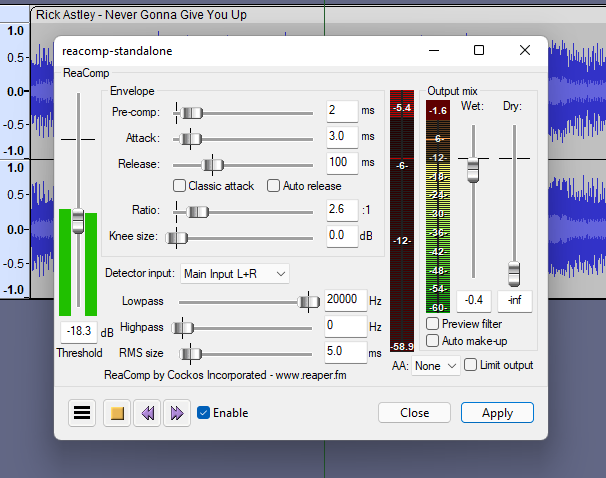 Rick Astley - Never Gonna Give You Up
1.0
0.5-
0.0-
-0.5-
-1.0
1.0
0.5-
0.0-
-0.5-
-1.0
reacomp-standalone
ReaComp
Envelope
Pre-comp: 2 ms
Attack: 3.0 ms
Release: 100 ms
Classic attack Auto release
Ratio: 2.6 :1
Knee size: 0.0 dB
Detector input: Main Input L+R
Lowpass 20000 Hz
Highpass 0 Hz
RMS size 5.0 ms
-18.3 dB
Threshold
ReaComp by Cockos Incorporated - www.reaper.fm
-5.4
-6-
-12-
-58.9
Output mix
-1.6
-6-
-12-
-18-
-24-
-30-
-36-
-42-
-48-
-54-
-60-
Wet: Dry:
-0.4 -inf
Preview filter
Auto make-up
AA: None Limit output
Enable
Close
Apply